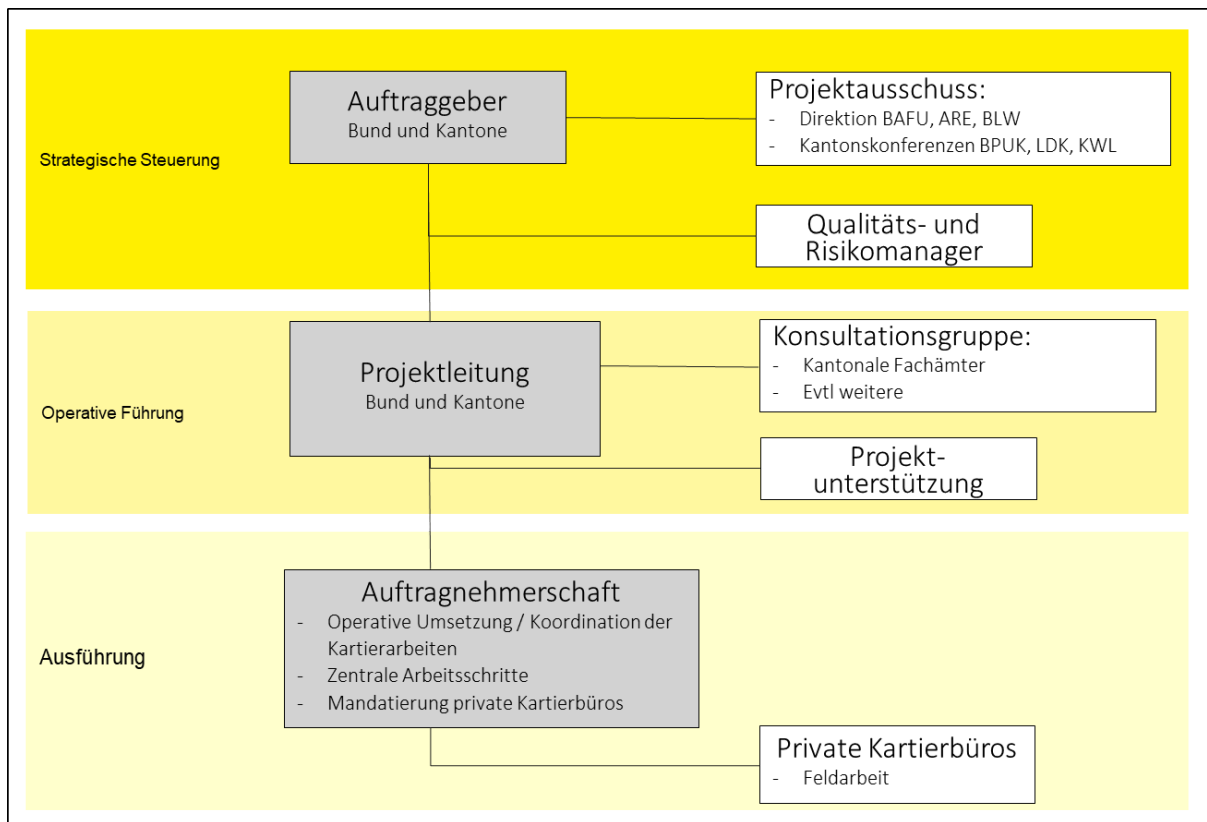 Strategische Steuerung
Auftraggeber
Bund und Kantone
Projektausschuss:
- Direktion BAFU, ARE, BLW
- Kantonskonferenzen BPUK, LDK, KWL
Qualitäts- und
Risikomanager
Operative Führung
Projektleitung
Bund und Kantone
Konsultationsgruppe:
- Kantonale Fachämter
- Evtl weitere
Projekt-
unterstützung
Ausführung
Auftragnehmerschaft
- Operative Umsetzung / Koordination der
Kartierarbeiten
- Zentrale Arbeitsschritte
- Mandatierung private Kartierbüros
Private Kartierbüros
- Feldarbeit